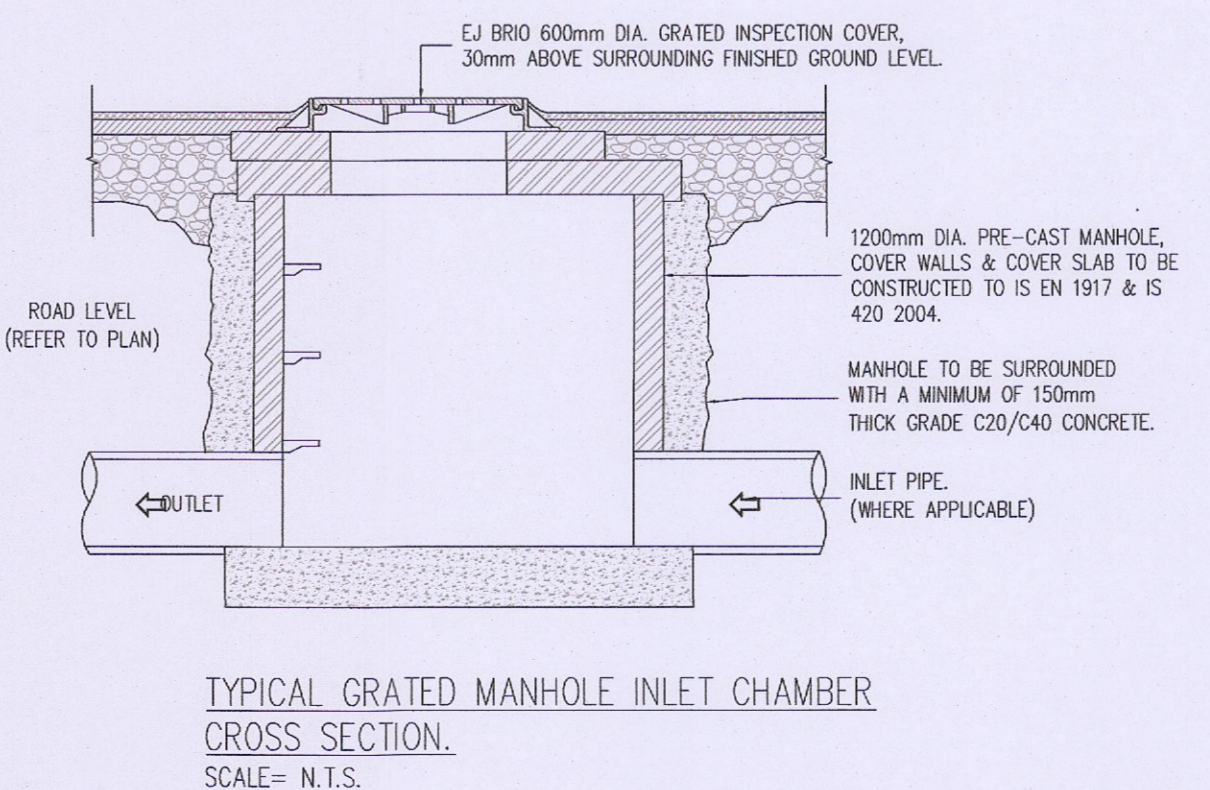 EJ BRIO 600mm DIA. GRATED INSPECTION COVER,
30mm ABOVE SURROUNDING FINISHED GROUND LEVEL.
1200mm DIA. PRE-CAST MANHOLE,
COVER WALLS & COVER SLAB TO BE
CONSTRUCTED TO IS EN 1917 & IS
420 2004.
ROAD LEVEL
(REFER TO PLAN)
MANHOLE TO BE SURROUNDED
WITH A MINIMUM OF 150mm
THICK GRADE C20/C40 CONCRETE.
INLET PIPE.
(WHERE APPLICABLE)
OUTLET
TYPICAL GRATED MANHOLE INLET CHAMBER
CROSS SECTION.
SCALE= N.T.S.